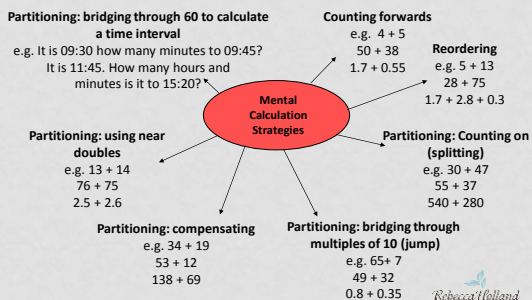 Partitioning: bridging through 60 to calculate
a time interval
e.g. It is 09:30 how many minutes to 09:45?
It is 11:45. How many hours and
minutes is it to 15:20?
Counting forwards
e.g.  4 + 5
50 + 38
1.7 + 0.55
Reordering
e.g. 5 + 13
28 + 75
1.7 + 2.8 + 0.3
Mental
Calculation
Strategies
Partitioning: using near
doubles
e.g. 13 + 14
76 + 75
2.5 + 2.6
Partitioning: Counting on
(splitting)
e.g. 30 + 47
55 + 37
540 + 280
Partitioning: compensating
e.g. 34 + 19
53 + 12
138 + 69
Partitioning: bridging through
multiples of 10 (jump)
e.g. 65+ 7
49 + 32
0.8 + 0.35
Rebecca Holland